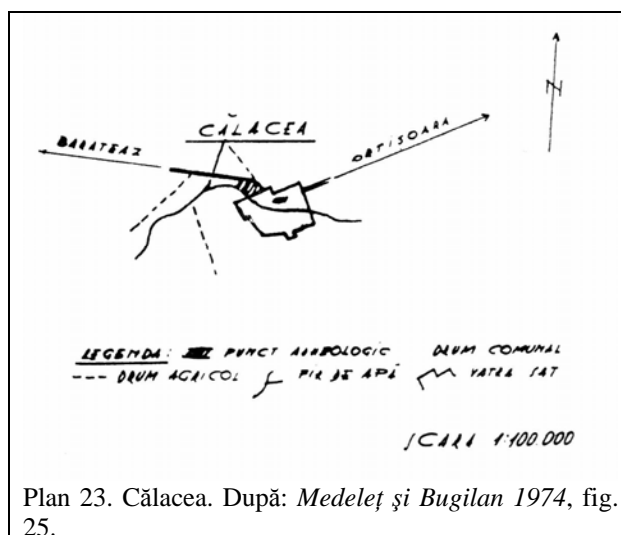 N
CĂLACEA
BARATEAZ
ORTIȘOARA
LEGENDA: PUNCT ARHEOLOGIC DRUM COMUNAL
--- DRUM AGRICOL FIR DE APĂ VATRA SAT
SCARA 1:100.000
Plan 23. Călacea. După: Medeleţ şi Bugilan 1974, fig.
25.